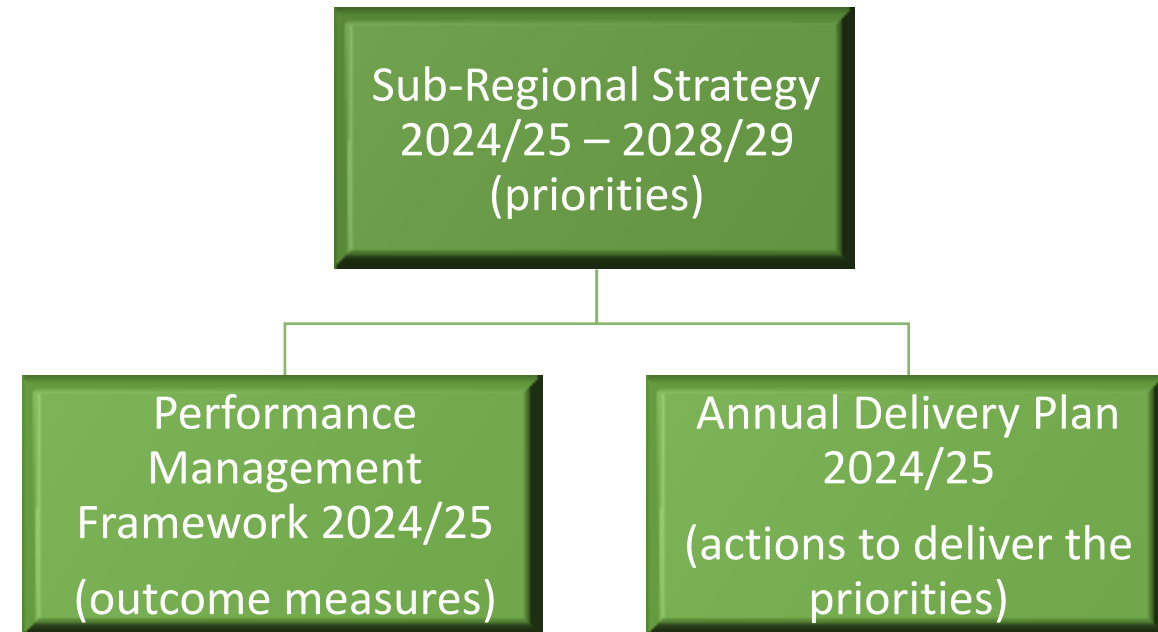 Sub-Regional Strategy
2024/25 – 2028/29
(priorities)
Performance
Management
Framework 2024/25
(outcome measures)
Annual Delivery Plan
2024/25
(actions to deliver the
priorities)